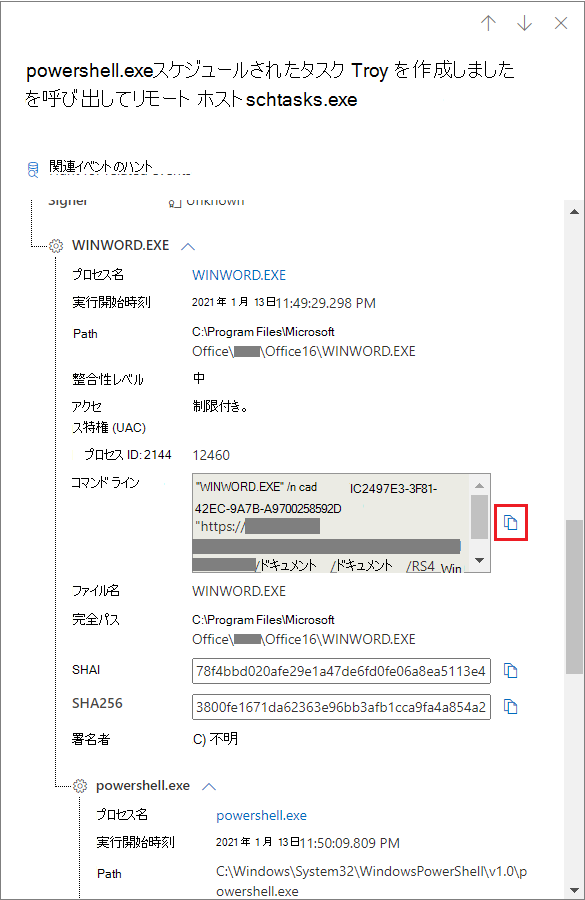 powershell.exeスケジュールされたタスク Troy を作成しました
を呼び出してリモート ホストschtasks.exe
関連イベントのハント
Signer Unknown
WINWORD.EXE
プロセス名 WINWORD.EXE
実行開始時刻 2021 年 1 月 13日11:49:29.298 PM
Path C:\Program Files\Microsoft
Office\ \Office16\WINWORD.EXE
整合性レベル 中
アクセ 制限付き。
ス特権 (UAC)
プロセス ID: 2144 12460
コマンド ライン "WINWORD.EXE" /n cad IC2497E3-3F81-
42EC-9A7B-A9700258592D
"https://
/ドキュメント /ドキュメント /RS4_Win
ファイル名 WINWORD.EXE
完全パス C:\Program Files\Microsoft
Office\ \Office16\WINWORD.EXE
SHAI 78f4bbd020afe29e1a47de6fd0fe06a8ea5113e4
SHA256 3800fe1671da62363e96bb3afb1cca9fa4a854a2
署名者 C) 不明
powershell.exe
プロセス名 powershell.exe
実行開始時刻 2021 年 1 月 13日11:50:09.809 PM
Path C:\Windows\System32\WindowsPowerShell\v1.0\p
owershell.exe